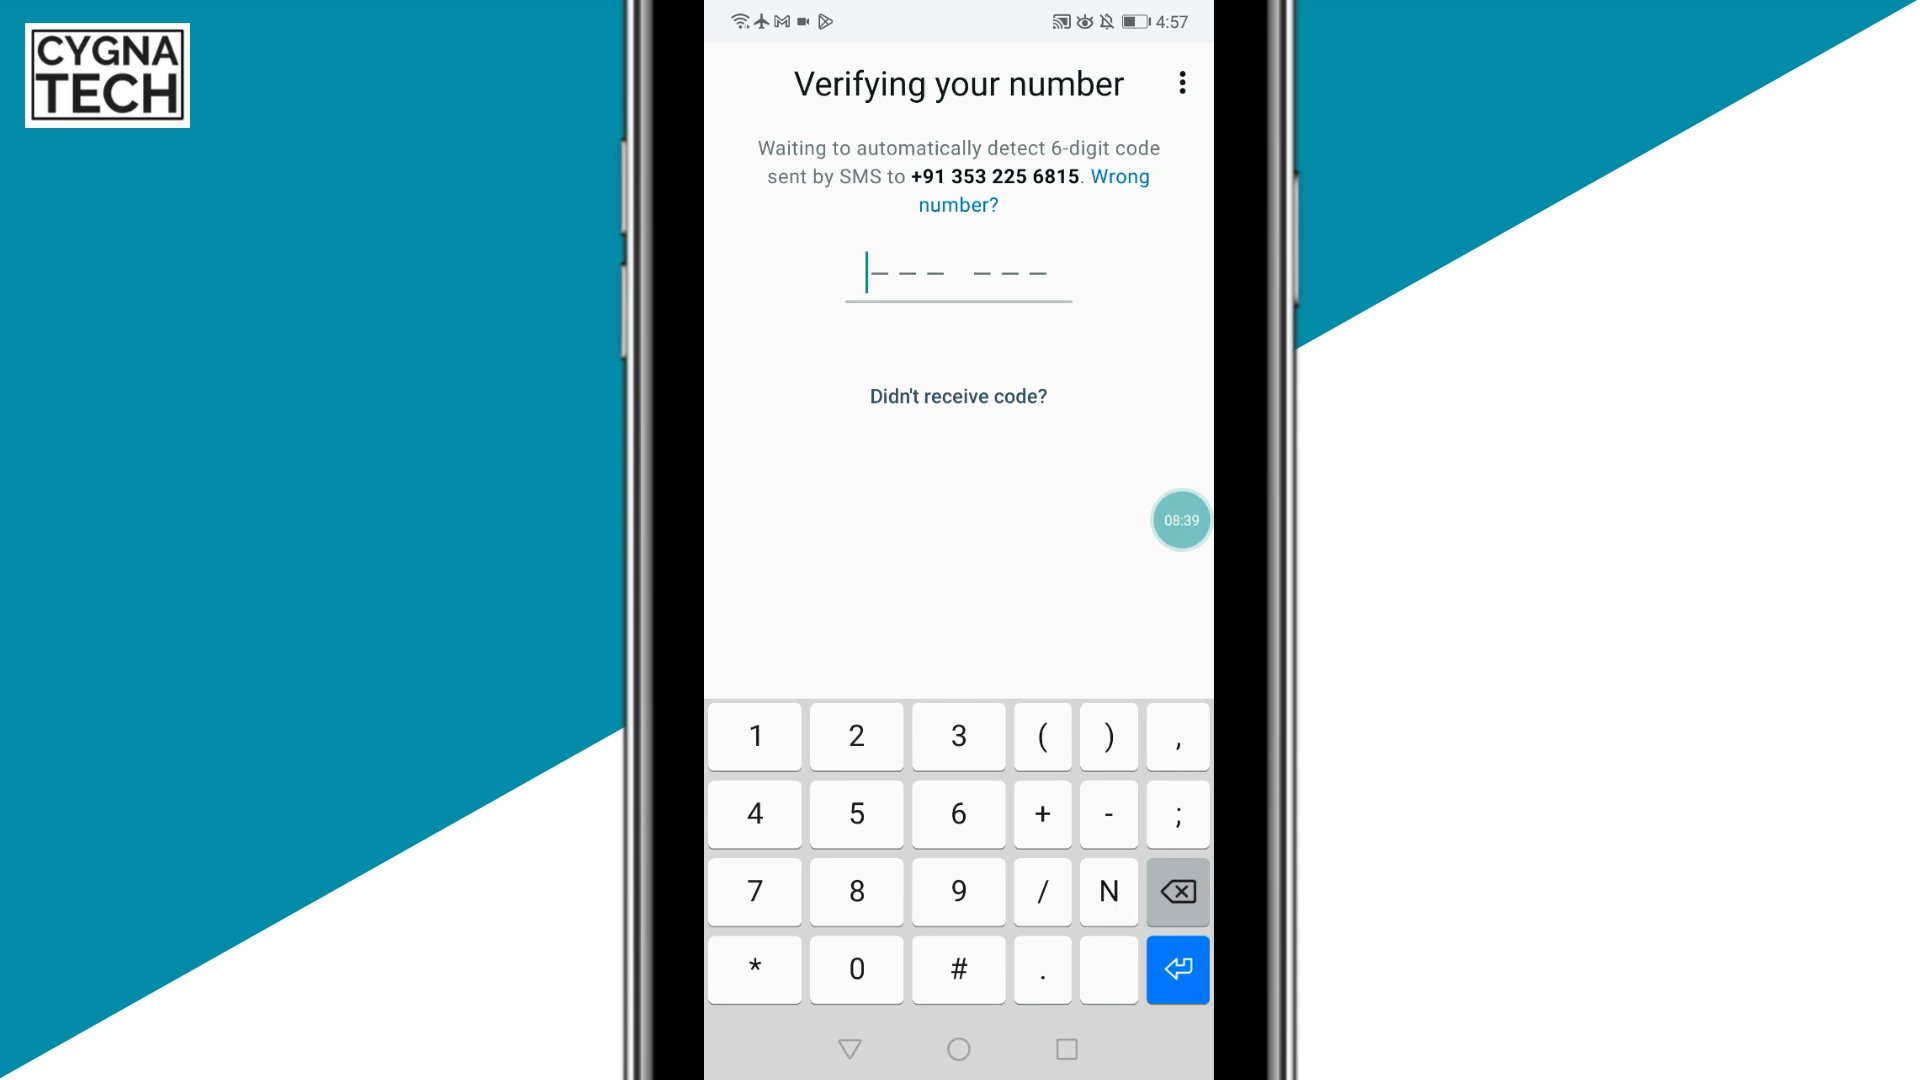 CYGNA
TECH
4:57
Verifying your number
Waiting to automatically detect 6-digit code
sent by SMS to +91 353 225 6815. Wrong
number?
Didn't receive code?
08:39
1 2 3 ( ) ,
4 5 6 + - ;
7 8 9 / N
* 0 # .